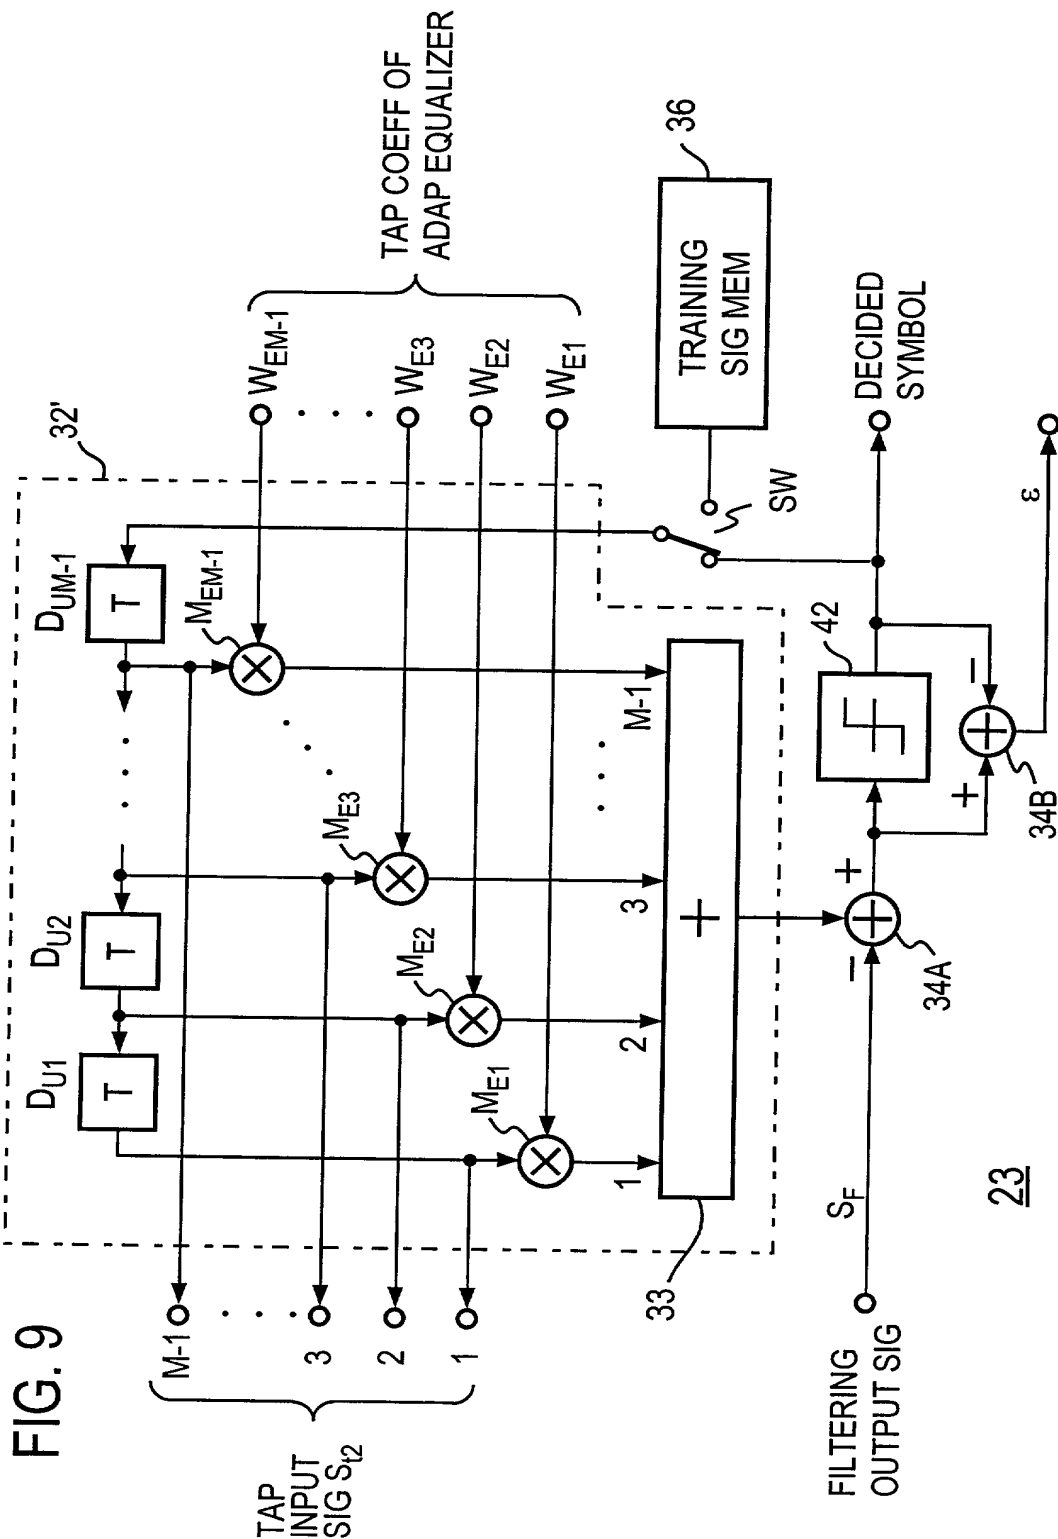 FIG. 9
32'
D_U1
D_U2
D_UM-1
T
T
T
TAP
INPUT
SIG S_t2
M-1
3
2
1
M_E1
M_E2
M_E3
M_EM-1
W_EM-1
W_E3
W_E2
W_E1
TAP COEFF OF
ADAP EQUALIZER
1
2
3
M-1
+
33
SW
TRAINING
SIG MEM
36
FILTERING
OUTPUT SIG
S_F
−
+
34A
42
+
−
34B
DECIDED
SYMBOL
ε
23